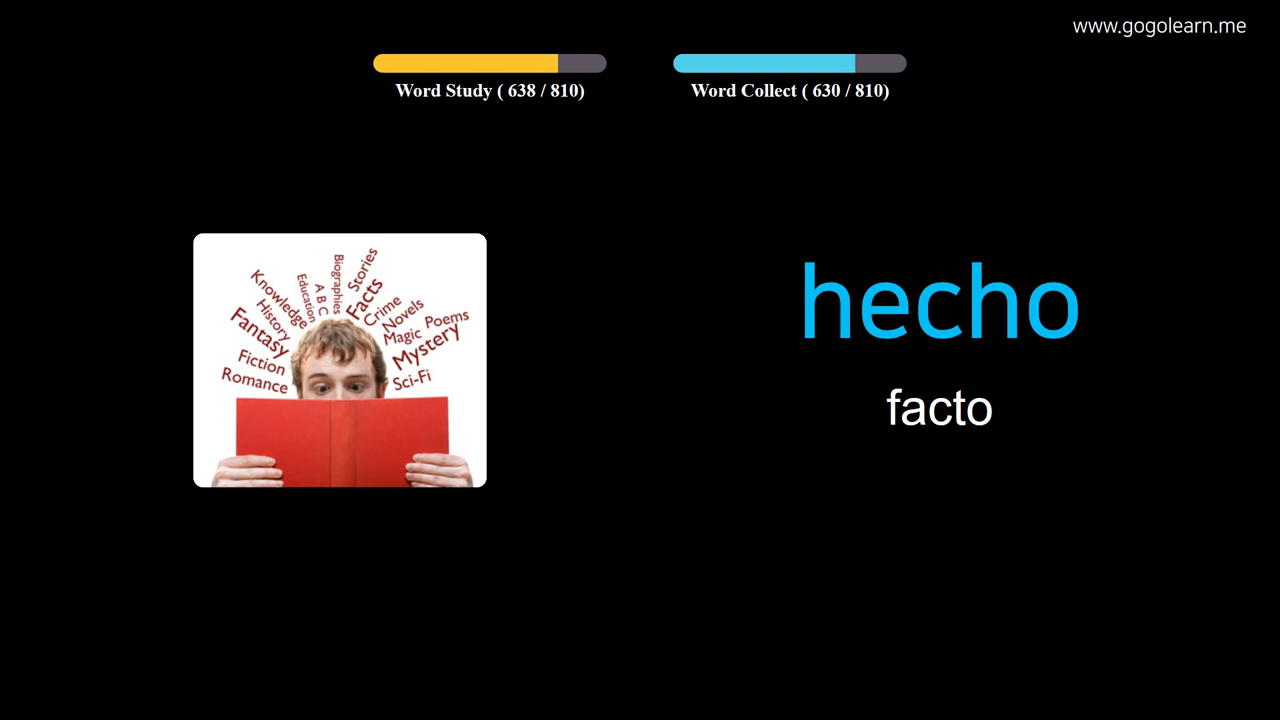 www.gogolearn.me
Word Study ( 638 / 810)
Word Collect ( 630 / 810)
hecho
facto
Stories
Biographies
Facts
A B C
Education
Knowledge
Crime
History
Novels
Fantasy
Poems
Magic
Mystery
Fiction
Sci-Fi
Romance